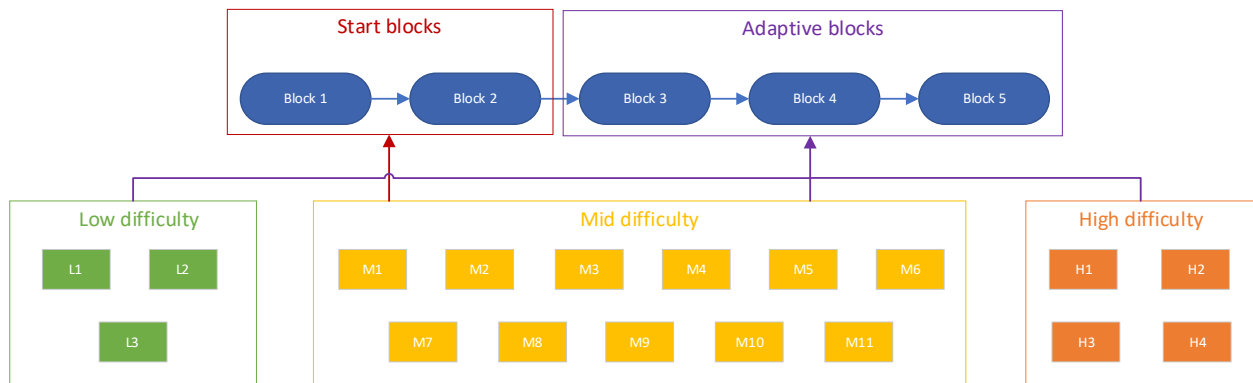 Start blocks
Adaptive blocks
Block 1
Block 2
Block 3
Block 4
Block 5
Low difficulty
Mid difficulty
High difficulty
L1
L2
M1
M2
M3
M4
M5
M6
H1
H2
L3
M7
M8
M9
M10
M11
H3
H4